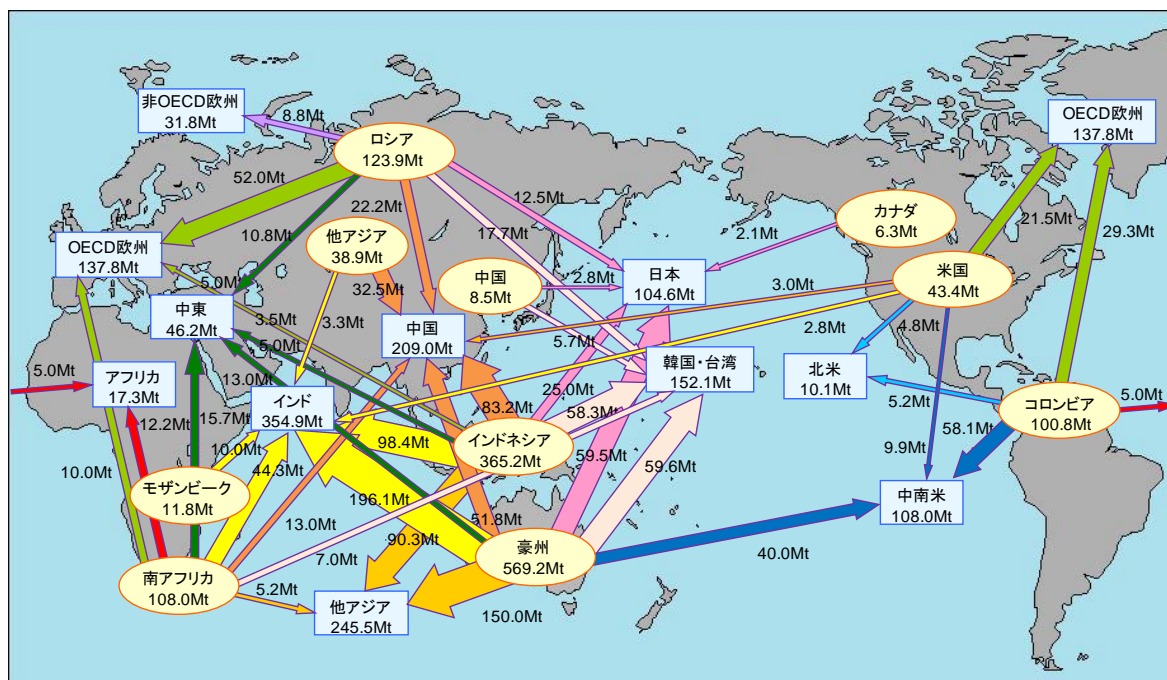 非OECD欧州
31.8Mt
8.8Mt
ロシア
123.9Mt
OECD欧州
137.8Mt
52.0Mt
12.5Mt
22.2Mt
17.7Mt
カナダ
6.3Mt
21.5Mt
29.3Mt
10.8Mt
他アジア
38.9Mt
2.1Mt
OECD欧州
137.8Mt
5.0Mt
32.5Mt
中国
8.5Mt
2.8Mt
日本
104.6Mt
3.0Mt
米国
43.4Mt
中東
46.2Mt
3.5Mt
3.3Mt
中国
209.0Mt
2.8Mt
4.8Mt
5.0Mt
5.7Mt
韓国・台湾
152.1Mt
北米
10.1Mt
5.0Mt
アフリカ
17.3Mt
13.0Mt
インド
354.9Mt
25.0Mt
5.2Mt
コロンビア
100.8Mt
5.0Mt
12.2Mt
15.7Mt
83.2Mt
58.3Mt
58.1Mt
10.0Mt
98.4Mt
インドネシア
365.2Mt
59.5Mt
59.6Mt
9.9Mt
10.0Mt
44.3Mt
モザンビーク
11.8Mt
196.1Mt
中南米
108.0Mt
13.0Mt
51.8Mt
90.3Mt
7.0Mt
豪州
569.2Mt
40.0Mt
南アフリカ
108.0Mt
5.2Mt
他アジア
245.5Mt
150.0Mt